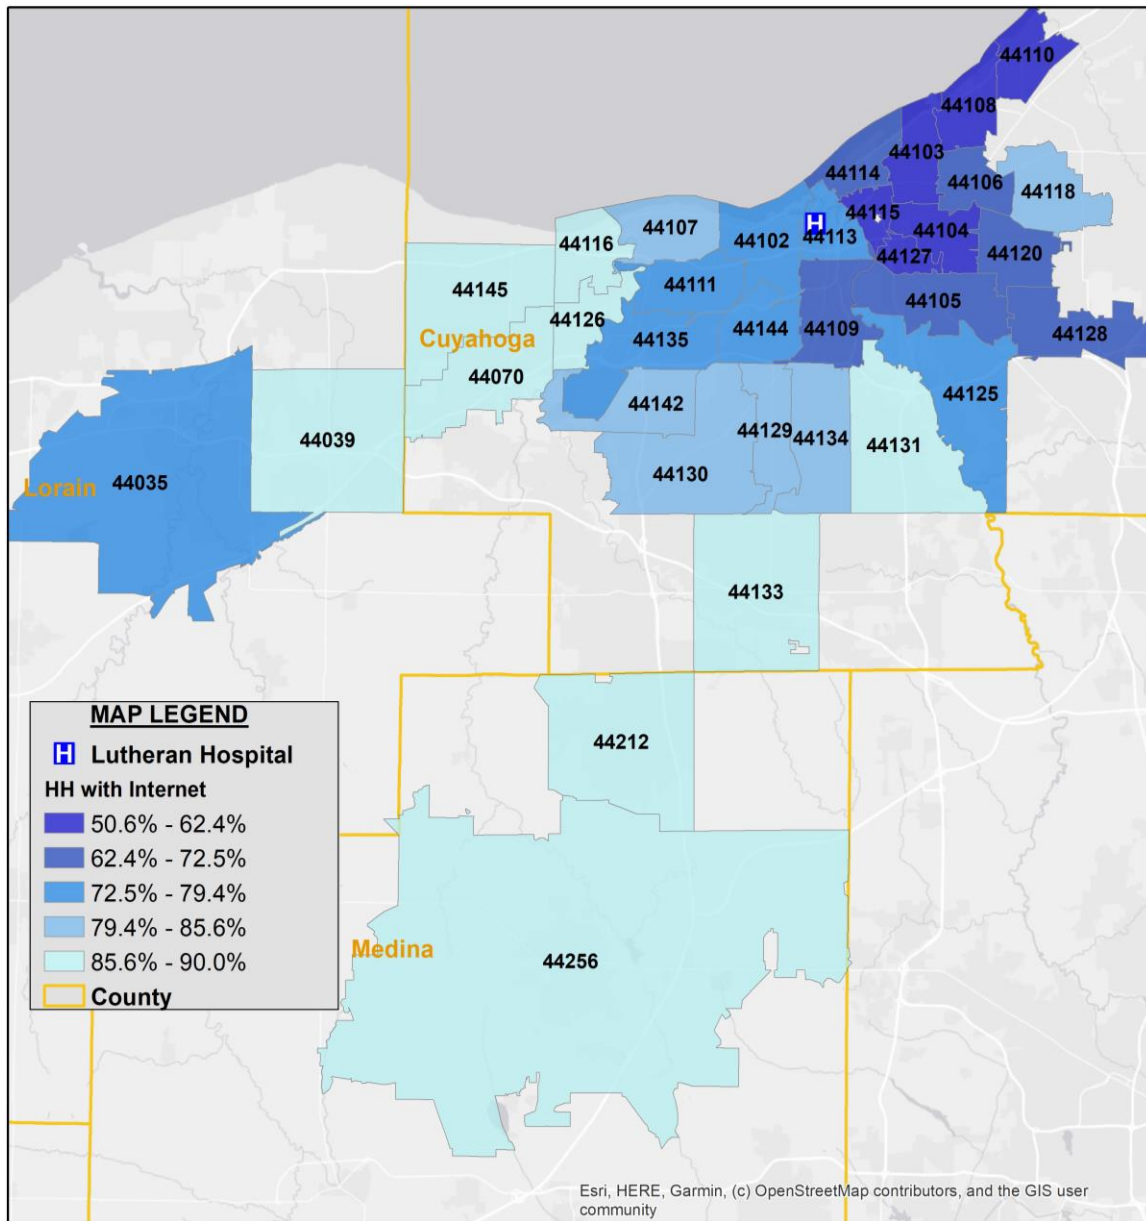 44110
44108
44103
44114
44106
44118
44107
44115
44116
44102
H
44113
44104
44127
44120
44145
44111
44105
44126
Cuyahoga
44135
44144
44109
44128
44070
44125
44142
44039
44129
44134
44131
44130
Lorain
44035
44133
MAP LEGEND
H Lutheran Hospital
HH with Internet
50.6% - 62.4%
62.4% - 72.5%
72.5% - 79.4%
79.4% - 85.6%
85.6% - 90.0%
County
44212
Medina
44256
Esri, HERE, Garmin, (c) OpenStreetMap contributors, and the GIS user
community